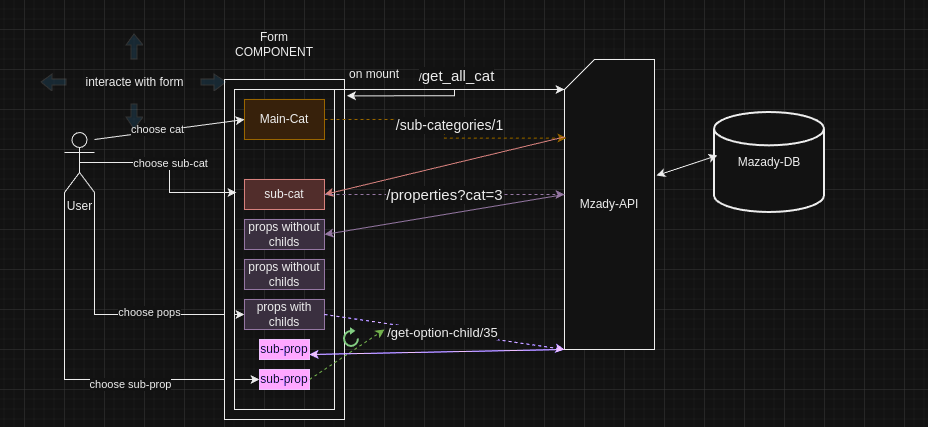 Form
COMPONENT
on mount
/get_all_cat
interacte with form
Main-Cat
/sub-categories/1
choose cat
choose sub-cat
Mazady-DB
sub-cat
/properties?cat=3
User
Mzady-API
props without
childs
props without
childs
choose pops
props with
childs
/get-option-child/35
sub-prop
choose sub-prop
sub-prop